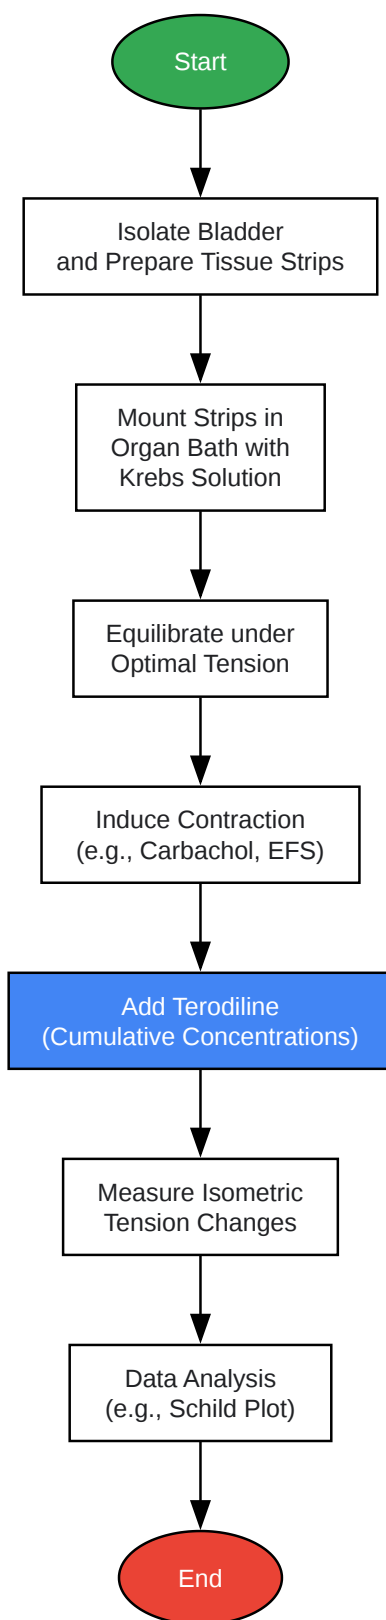 Start
Isolate Bladder
and Prepare Tissue Strips
Mount Strips in
Organ Bath with
Krebs Solution
Equilibrate under
Optimal Tension
Induce Contraction
(e.g., Carbachol, EFS)
Add Terodiline
(Cumulative Concentrations)
Measure Isometric
Tension Changes
Data Analysis
(e.g., Schild Plot)
End